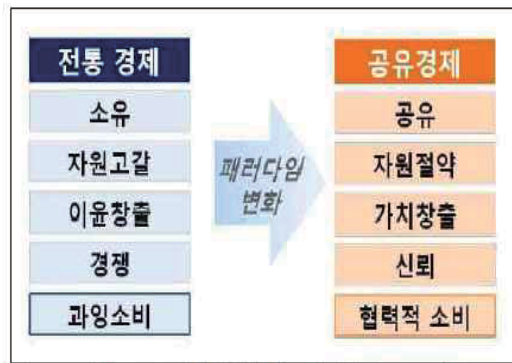 전통 경제
소유
자원고갈
이윤창출
경쟁
과잉소비
패러다임
변화
공유경제
공유
자원절약
가치창출
신뢰
협력적 소비